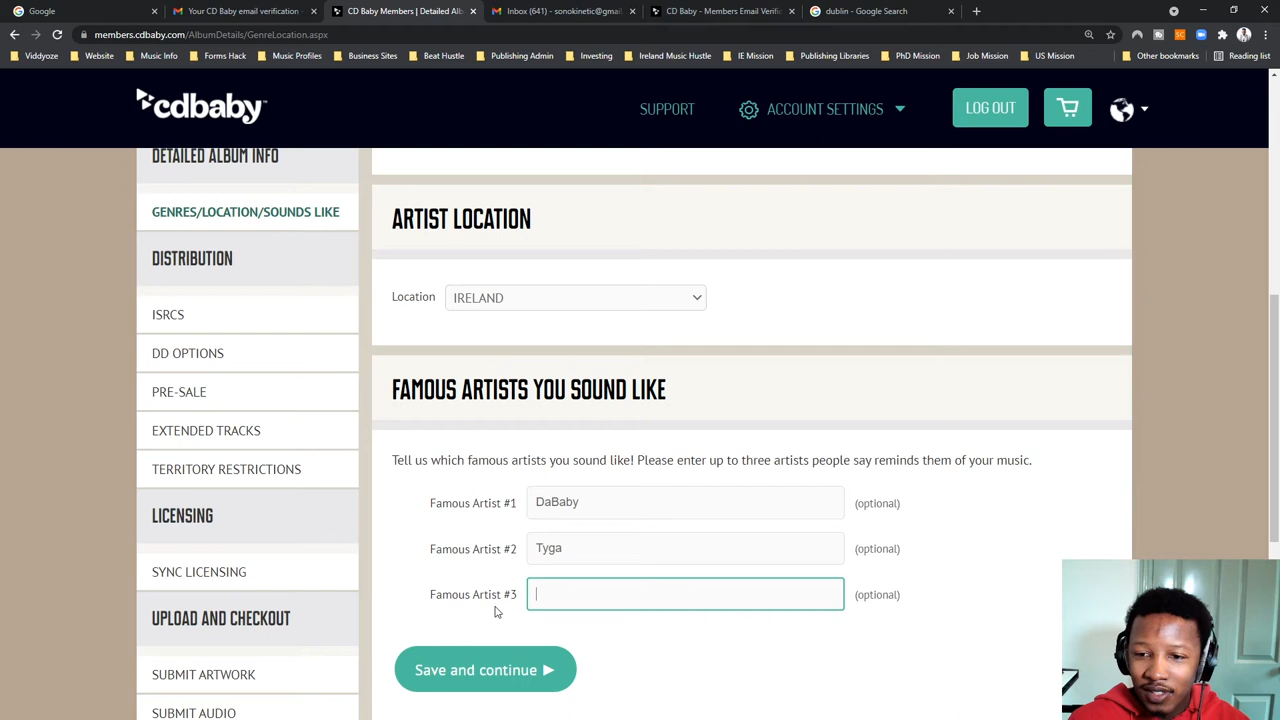 Google
Your CD Baby email verification
CD Baby Members | Detailed Alb
Inbox (641) - sonokinetic@gmail
CD Baby - Members Email Verifi
dublin - Google Search
members.cdbaby.com/AlbumDetails/GenreLocation.aspx
Viddyoze
Website
Music Info
Forms Hack
Music Profiles
Business Sites
Beat Hustle
Publishing Admin
Investing
Ireland Music Hustle
IE Mission
Publishing Libraries
PhD Mission
Job Mission
US Mission
Other bookmarks
Reading list
cdbaby
SUPPORT
ACCOUNT SETTINGS
LOG OUT
DETAILED ALBUM INFO
GENRES/LOCATION/SOUNDS LIKE
DISTRIBUTION
ISRCS
DD OPTIONS
PRE-SALE
EXTENDED TRACKS
TERRITORY RESTRICTIONS
LICENSING
SYNC LICENSING
UPLOAD AND CHECKOUT
SUBMIT ARTWORK
SUBMIT AUDIO
ARTIST LOCATION
Location IRELAND
FAMOUS ARTISTS YOU SOUND LIKE
Tell us which famous artists you sound like! Please enter up to three artists people say reminds them of your music.
Famous Artist #1 DaBaby (optional)
Famous Artist #2 Tyga (optional)
Famous Artist #3 (optional)
Save and continue